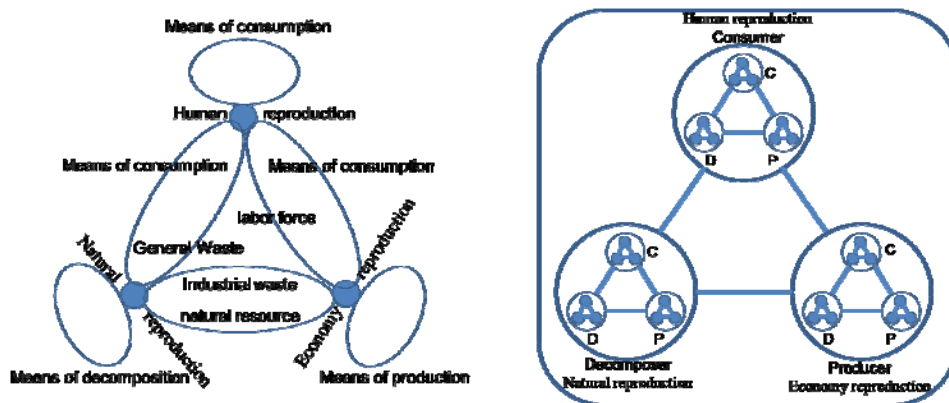 Means of consumption
Human reproduction
Means of consumption
Means of consumption
labor force
General Waste
Natural reproduction
Industrial waste
natural resource
Economy reproduction
Means of decomposition
Means of production
Human reproduction
Consumer
C
D
P
C
D
P
Decomposer
Natural reproduction
C
D
P
Producer
Economy reproduction